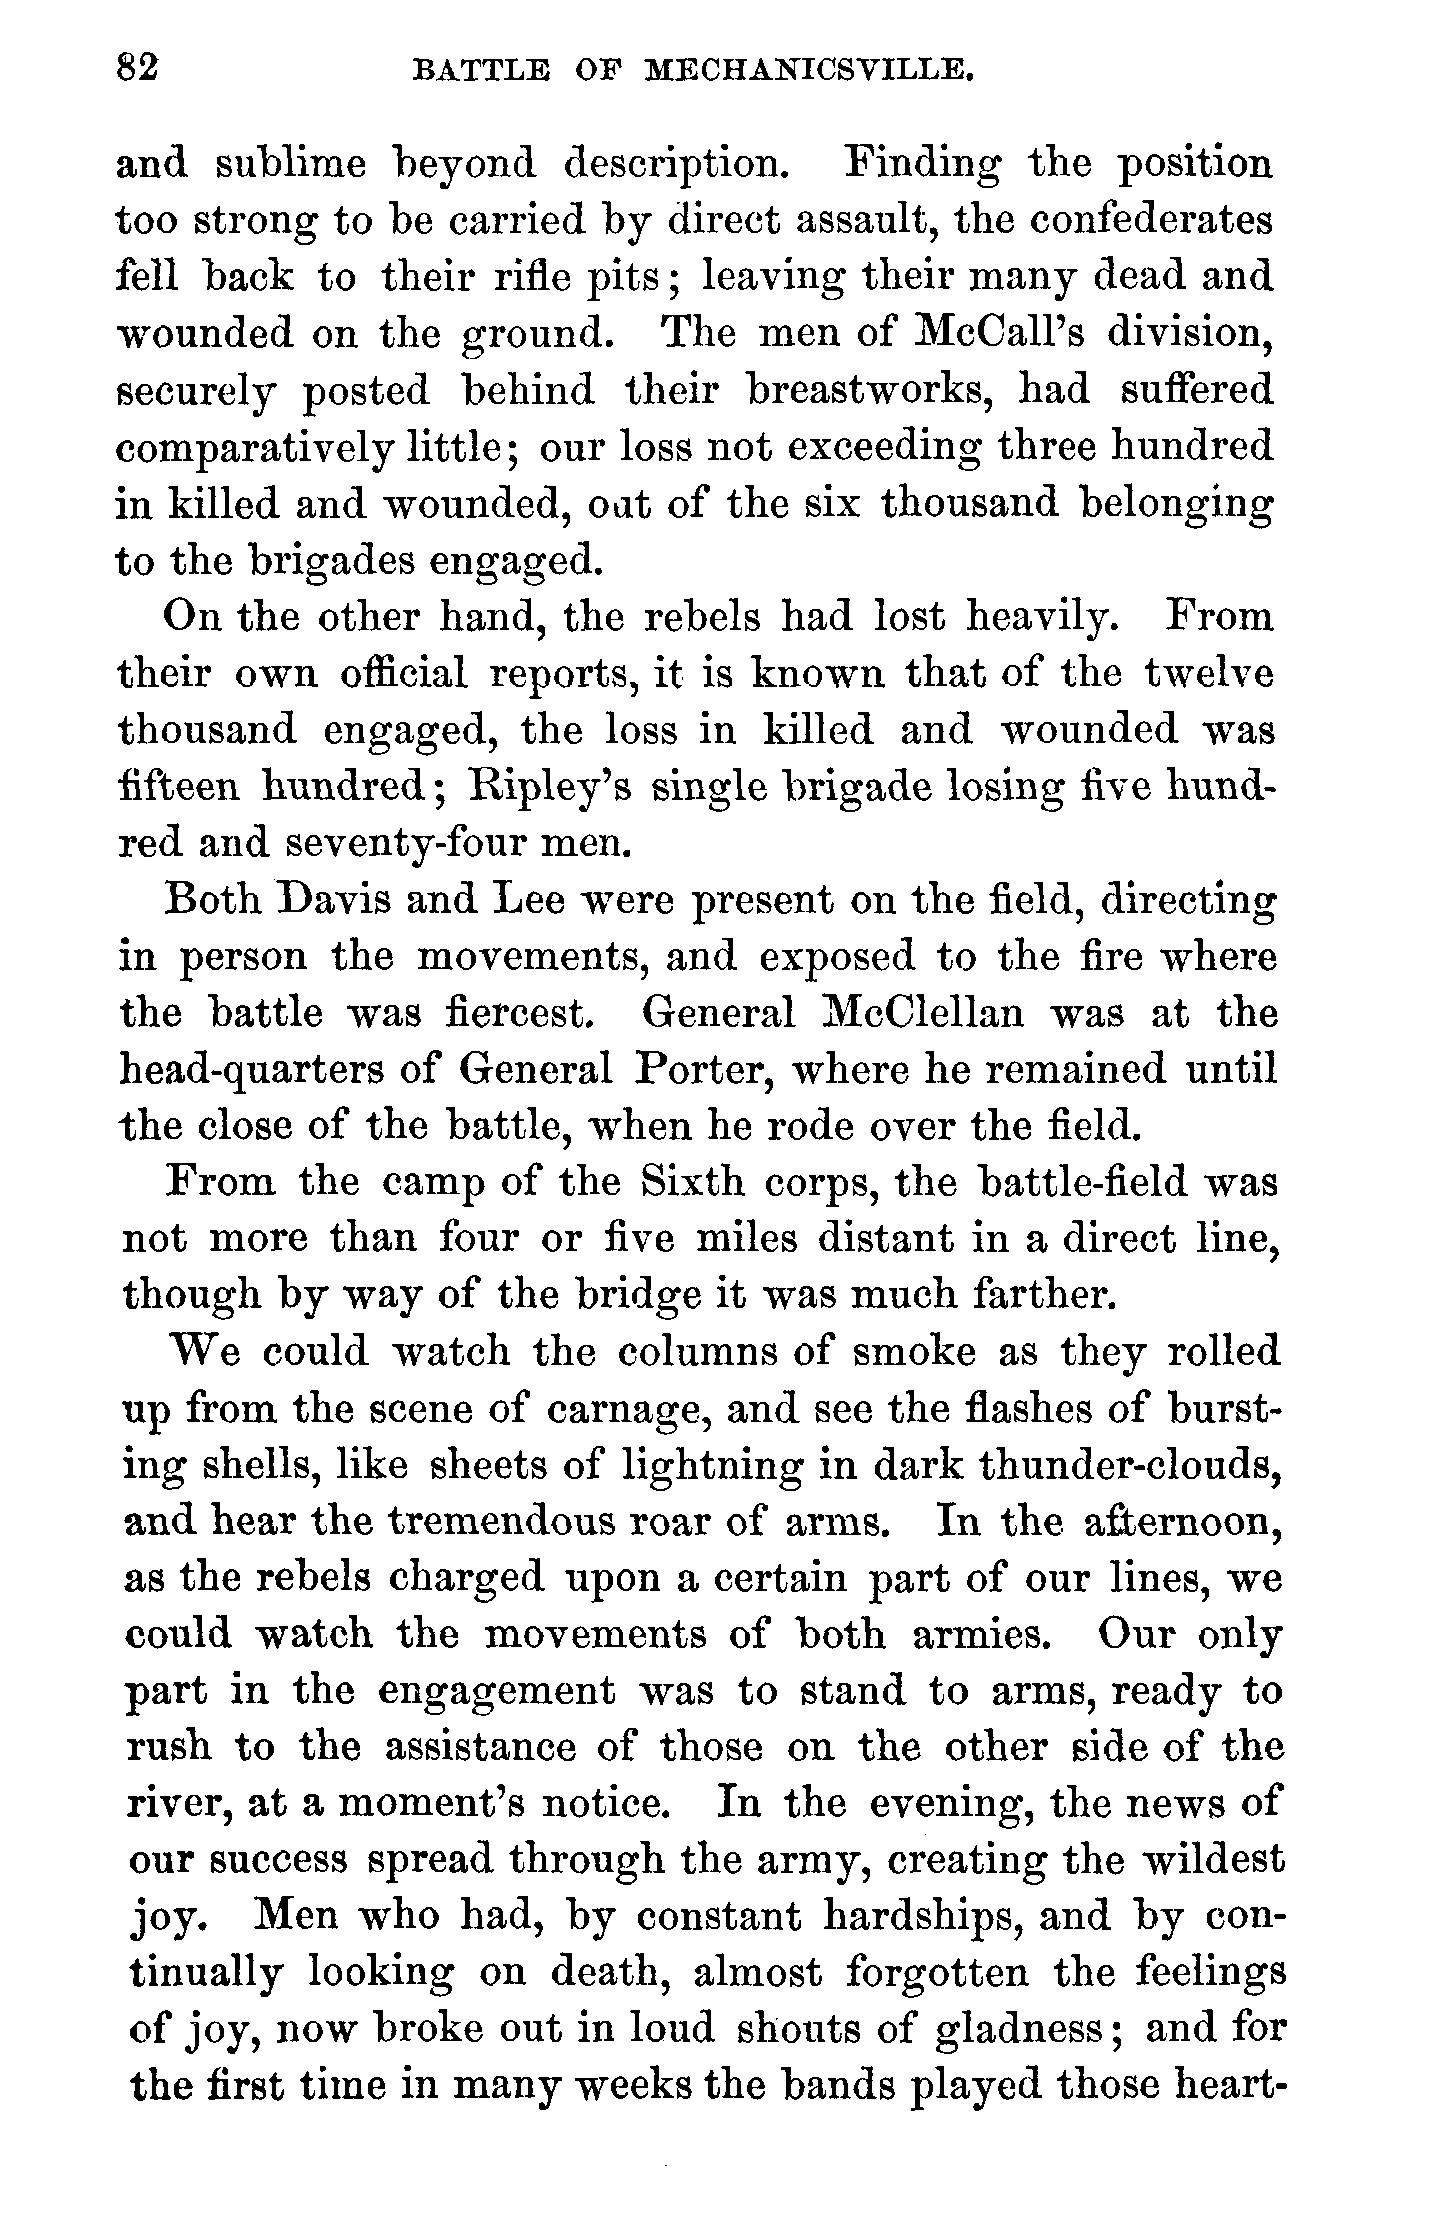 82 BATTLE OF MECHANICSVILLE.
and sublime beyond description. Finding the position
too strong to be carried by direct assault, the confederates
fell back to their rifle pits; leaving their many dead and
wounded on the ground. The men of McCall's division,
securely posted behind their breastworks, had suffered
comparatively little; our loss not exceeding three hundred
in killed and wounded, out of the six thousand belonging
to the brigades engaged.
On the other hand, the rebels had lost heavily. From
their own official reports, it is known that of the twelve
thousand engaged, the loss in killed and wounded was
fifteen hundred; Ripley's single brigade losing five hund-
red and seventy-four men.
Both Davis and Lee were present on the field, directing
in person the movements, and exposed to the fire where
the battle was fiercest. General McClellan was at the
head-quarters of General Porter, where he remained until
the close of the battle, when he rode over the field.
From the camp of the Sixth corps, the battle-field was
not more than four or five miles distant in a direct line,
though by way of the bridge it was much farther.
We could watch the columns of smoke as they rolled
up from the scene of carnage, and see the flashes of burst-
ing shells, like sheets of lightning in dark thunder-clouds,
and hear the tremendous roar of arms. In the afternoon,
as the rebels charged upon a certain part of our lines, we
could watch the movements of both armies. Our only
part in the engagement was to stand to arms, ready to
rush to the assistance of those on the other side of the
river, at a moment's notice. In the evening, the news of
our success spread through the army, creating the wildest
joy. Men who had, by constant hardships, and by con-
tinually looking on death, almost forgotten the feelings
of joy, now broke out in loud shouts of gladness; and for
the first time in many weeks the bands played those heart-